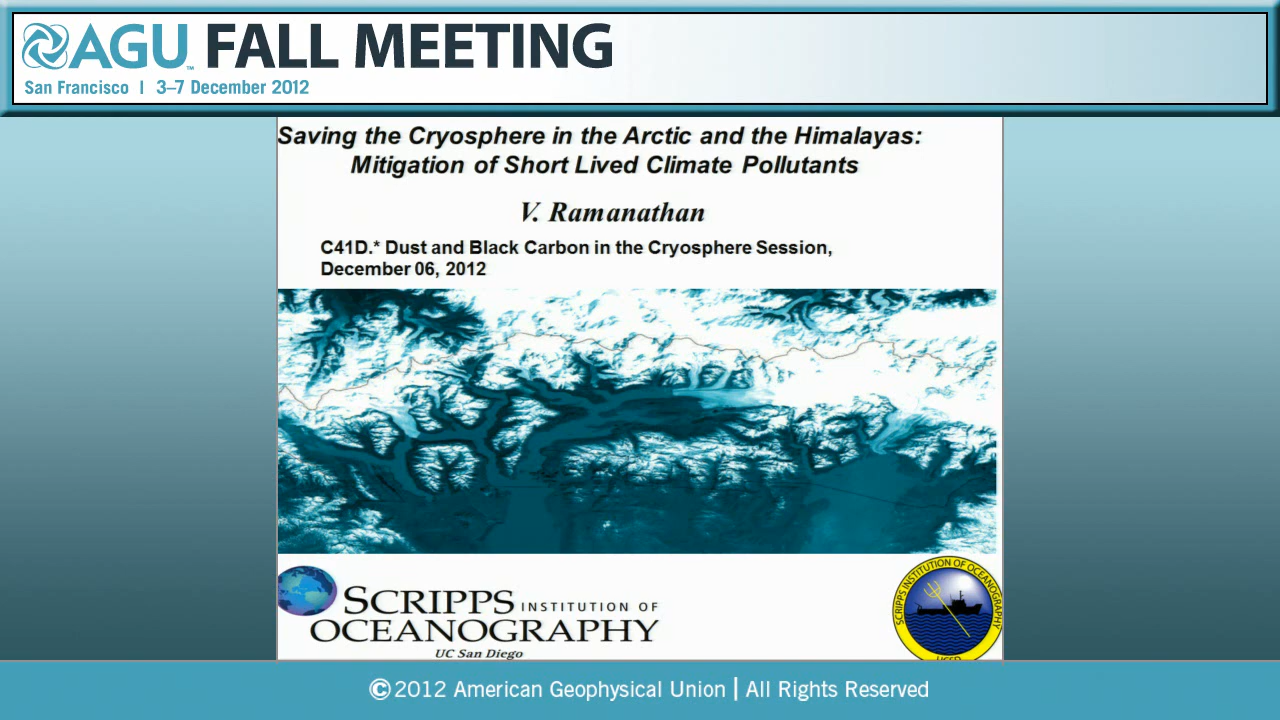 AGU™ FALL MEETING
San Francisco | 3–7 December 2012
Saving the Cryosphere in the Arctic and the Himalayas:
Mitigation of Short Lived Climate Pollutants
V. Ramanathan
C41D.* Dust and Black Carbon in the Cryosphere Session,
December 06, 2012
SCRIPPS INSTITUTION OF
OCEANOGRAPHY
UC San Diego
SCRIPPS INSTITUTION OF OCEANOGRAPHY
UCSD
©2012 American Geophysical Union | All Rights Reserved